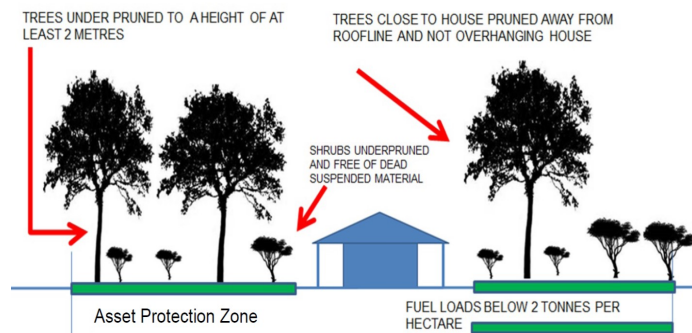 TREES UNDER PRUNED TO A HEIGHT OF AT
LEAST 2 METRES
TREES CLOSE TO HOUSE PRUNED AWAY FROM
ROOFLINE AND NOT OVERHANGING HOUSE
SHRUBS UNDERPRUNED
AND FREE OF DEAD
SUSPENDED MATERIAL
Asset Protection Zone
FUEL LOADS BELOW 2 TONNES PER
HECTARE